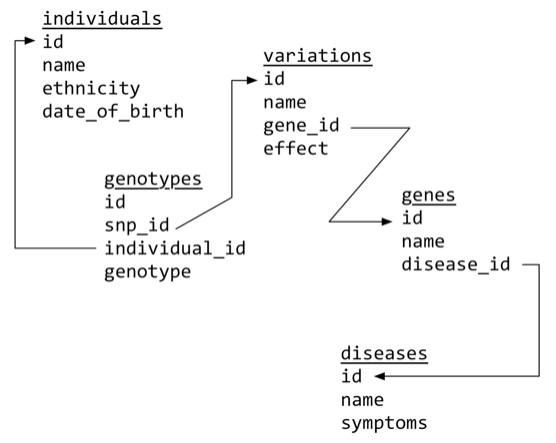 individuals
id
name
ethnicity
date_of_birth
variations
id
name
gene_id
effect
genotypes
id
snp_id
individual_id
genotype
genes
id
name
disease_id
diseases
id
name
symptoms